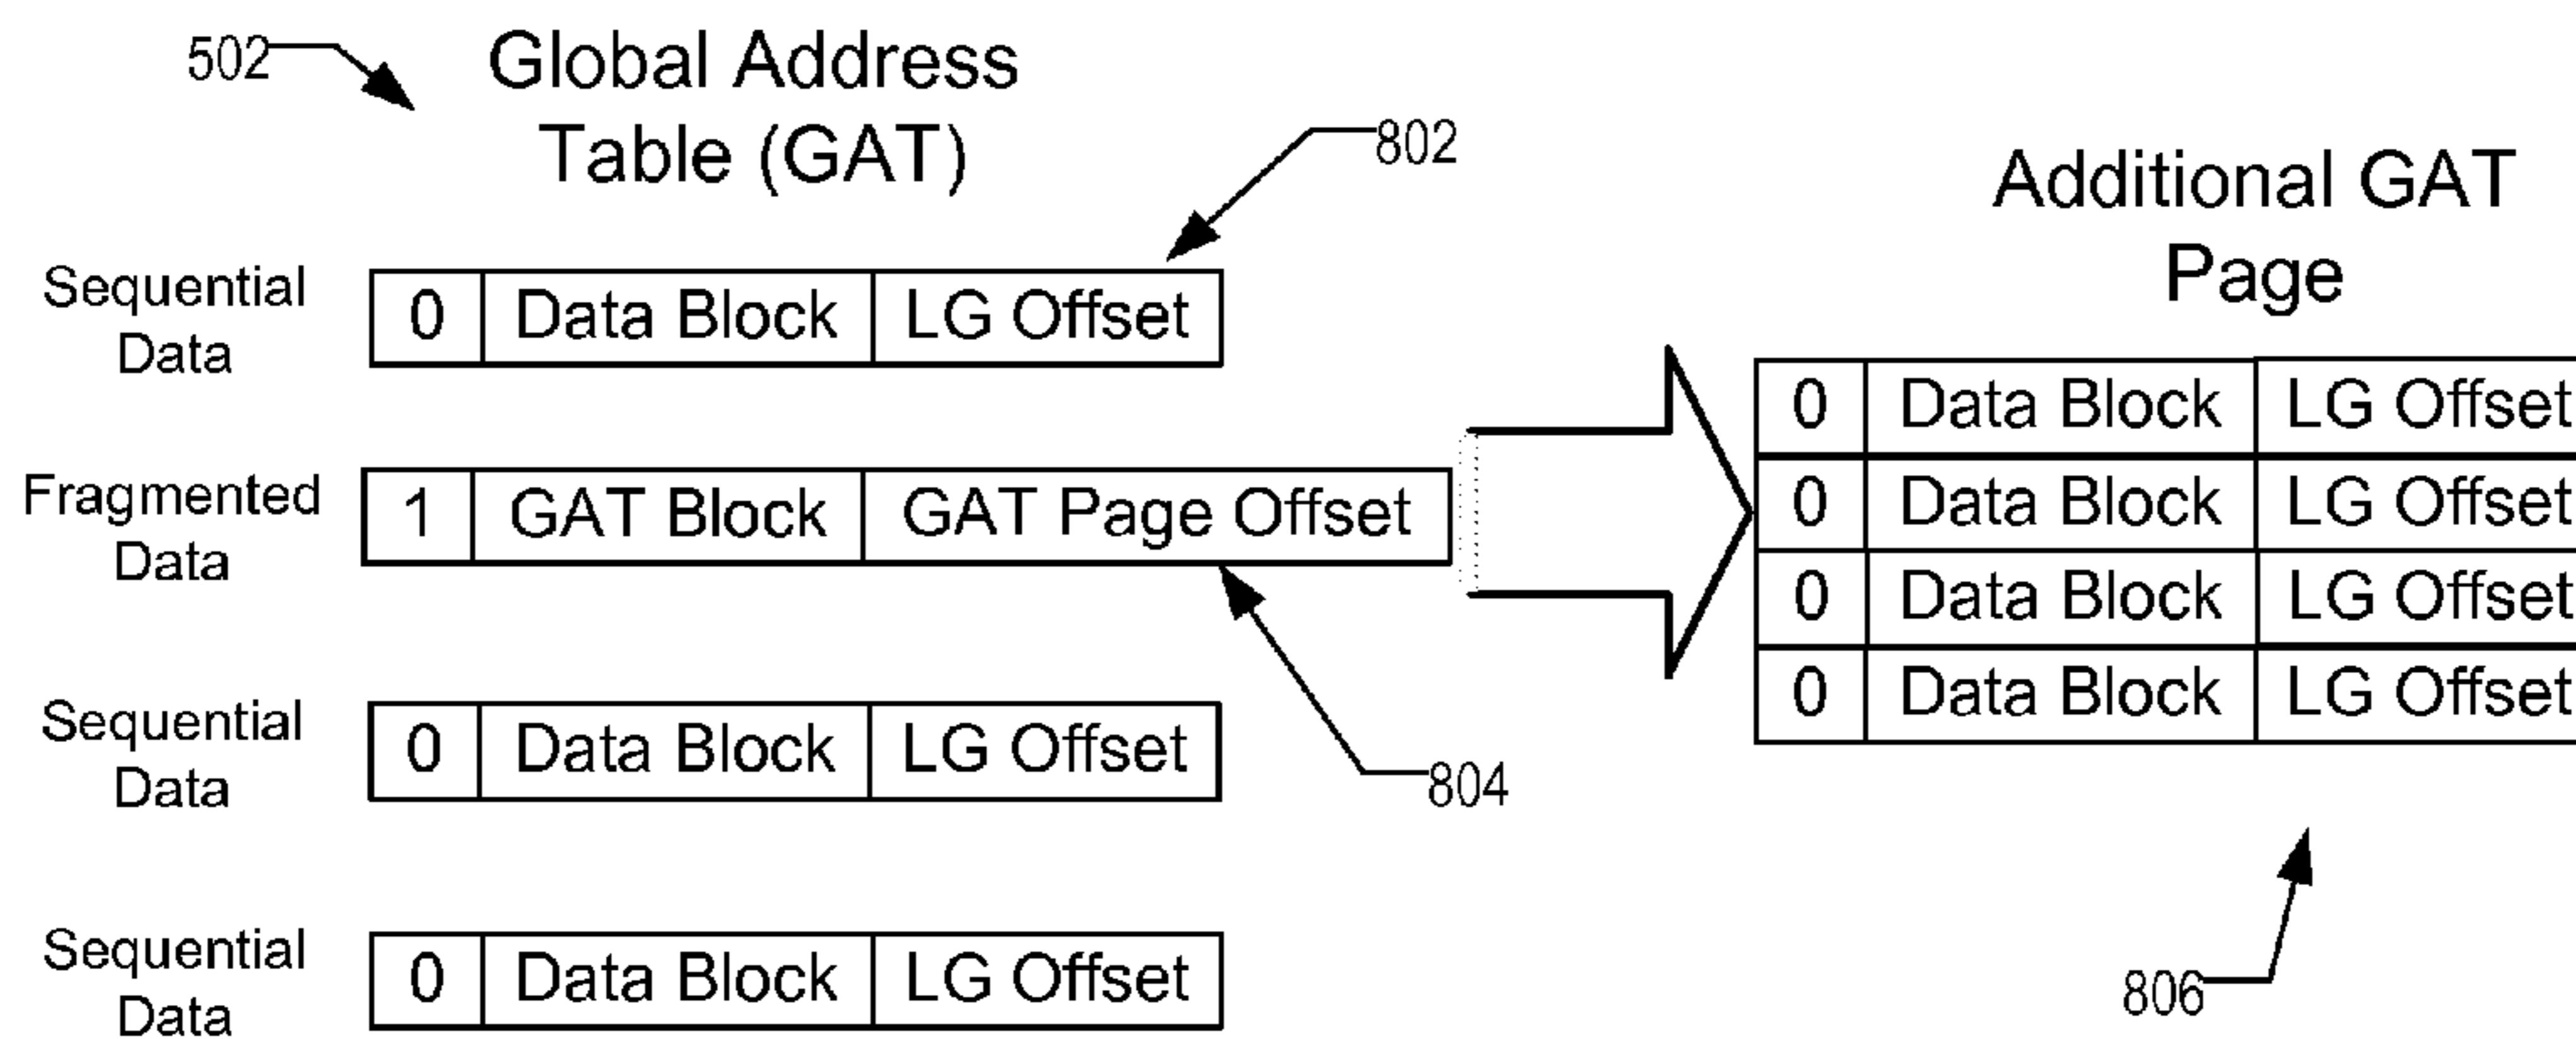 502
Global Address
Table (GAT)
802
Additional GAT
Page
Sequential
Data
0 Data Block LG Offset
Fragmented
Data
1 GAT Block GAT Page Offset
Sequential
Data
0 Data Block LG Offset
804
Sequential
Data
0 Data Block LG Offset
0 Data Block LG Offset
0 Data Block LG Offset
0 Data Block LG Offset
0 Data Block LG Offset
806